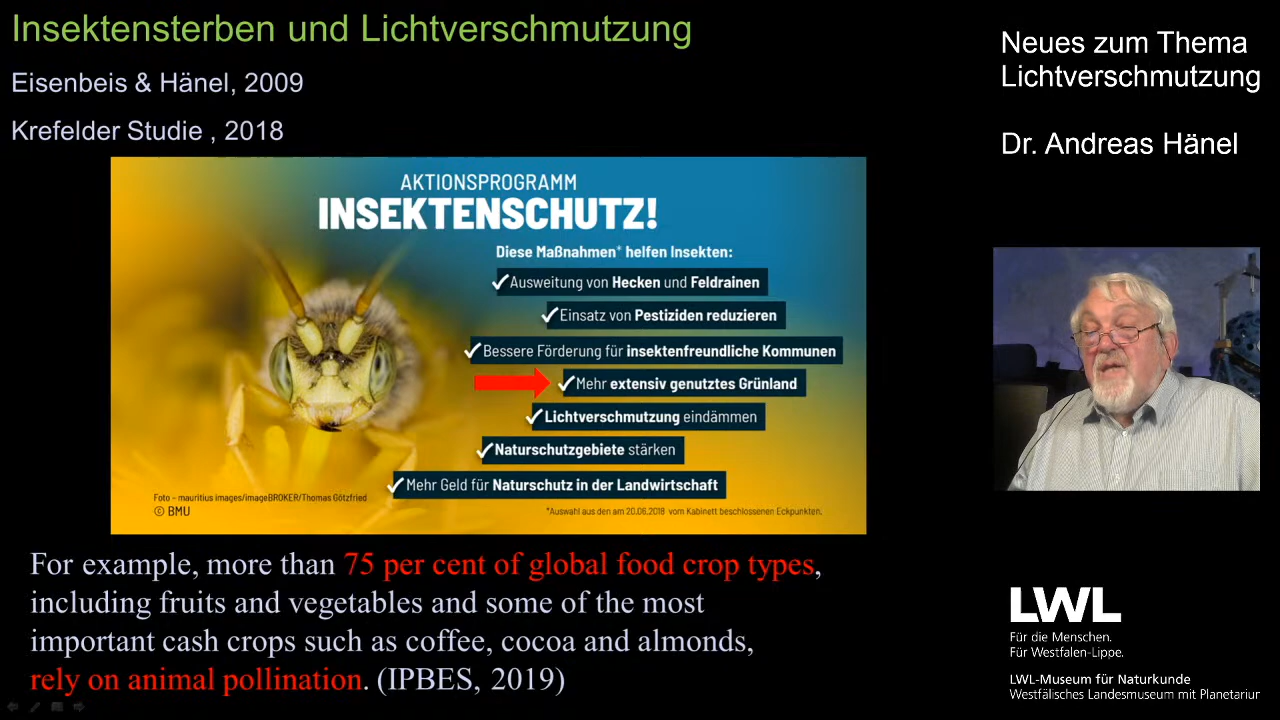 Insektensterben und Lichtverschmutzung
Eisenbeis & Hänel, 2009
Krefelder Studie , 2018
AKTIONSPROGRAMM
INSEKTENSCHUTZ!
Diese Maßnahmen* helfen Insekten:
Ausweitung von Hecken und Feldrainen
Einsatz von Pestiziden reduzieren
Bessere Förderung für insektenfreundliche Kommunen
Mehr extensiv genutztes Grünland
Lichtverschmutzung eindämmen
Naturschutzgebiete stärken
Mehr Geld für Naturschutz in der Landwirtschaft
Foto – mauritius images/imageBROKER/Thomas Götzfried
© BMU
*Auswahl aus den am 20.06.2018 vom Kabinett beschlossenen Eckpunkten.
For example, more than 75 per cent of global food crop types,
including fruits and vegetables and some of the most
important cash crops such as coffee, cocoa and almonds,
rely on animal pollination. (IPBES, 2019)
Neues zum Thema
Lichtverschmutzung
Dr. Andreas Hänel
LWL
Für die Menschen.
Für Westfalen-Lippe.
LWL-Museum für Naturkunde
Westfälisches Landesmuseum mit Planetariur